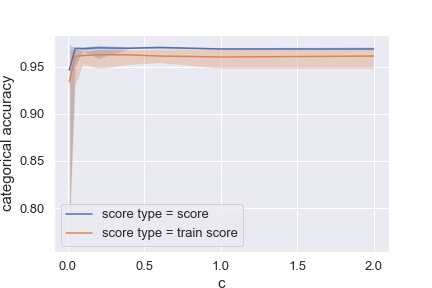 0.95
0.90
0.85
0.80
categorical accuracy
score type = score
score type = train score
0.0 0.5 1.0 1.5 2.0
c